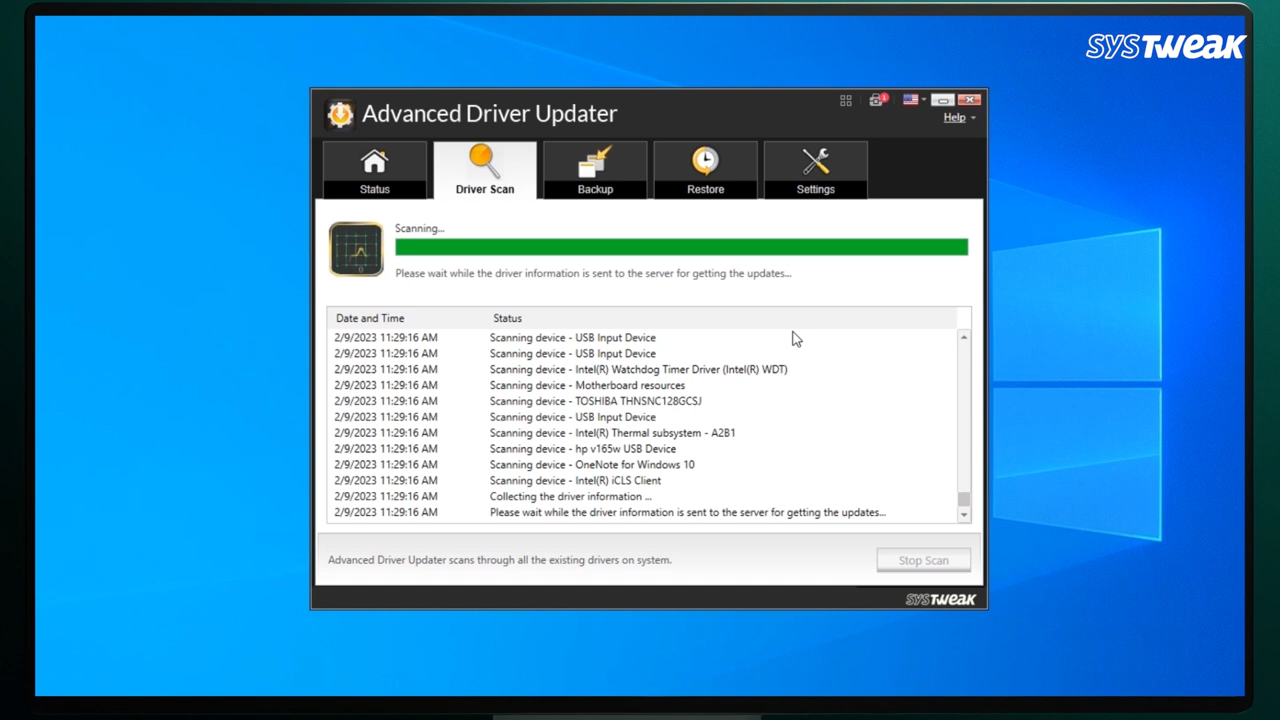 SYSTweak
Advanced Driver Updater
1
Help
Status
Driver Scan
Backup
Restore
Settings
Scanning...
Please wait while the driver information is sent to the server for getting the updates...
Date and Time Status
2/9/2023 11:29:16 AM Scanning device - USB Input Device
2/9/2023 11:29:16 AM Scanning device - USB Input Device
2/9/2023 11:29:16 AM Scanning device - Intel(R) Watchdog Timer Driver (Intel(R) WDT)
2/9/2023 11:29:16 AM Scanning device - Motherboard resources
2/9/2023 11:29:16 AM Scanning device - TOSHIBA THNSNC128GCSJ
2/9/2023 11:29:16 AM Scanning device - USB Input Device
2/9/2023 11:29:16 AM Scanning device - Intel(R) Thermal subsystem - A2B1
2/9/2023 11:29:16 AM Scanning device - hp v165w USB Device
2/9/2023 11:29:16 AM Scanning device - OneNote for Windows 10
2/9/2023 11:29:16 AM Scanning device - Intel(R) iCLS Client
2/9/2023 11:29:16 AM Collecting the driver information ...
2/9/2023 11:29:16 AM Please wait while the driver information is sent to the server for getting the updates...
Advanced Driver Updater scans through all the existing drivers on system.
Stop Scan
SYSTweak